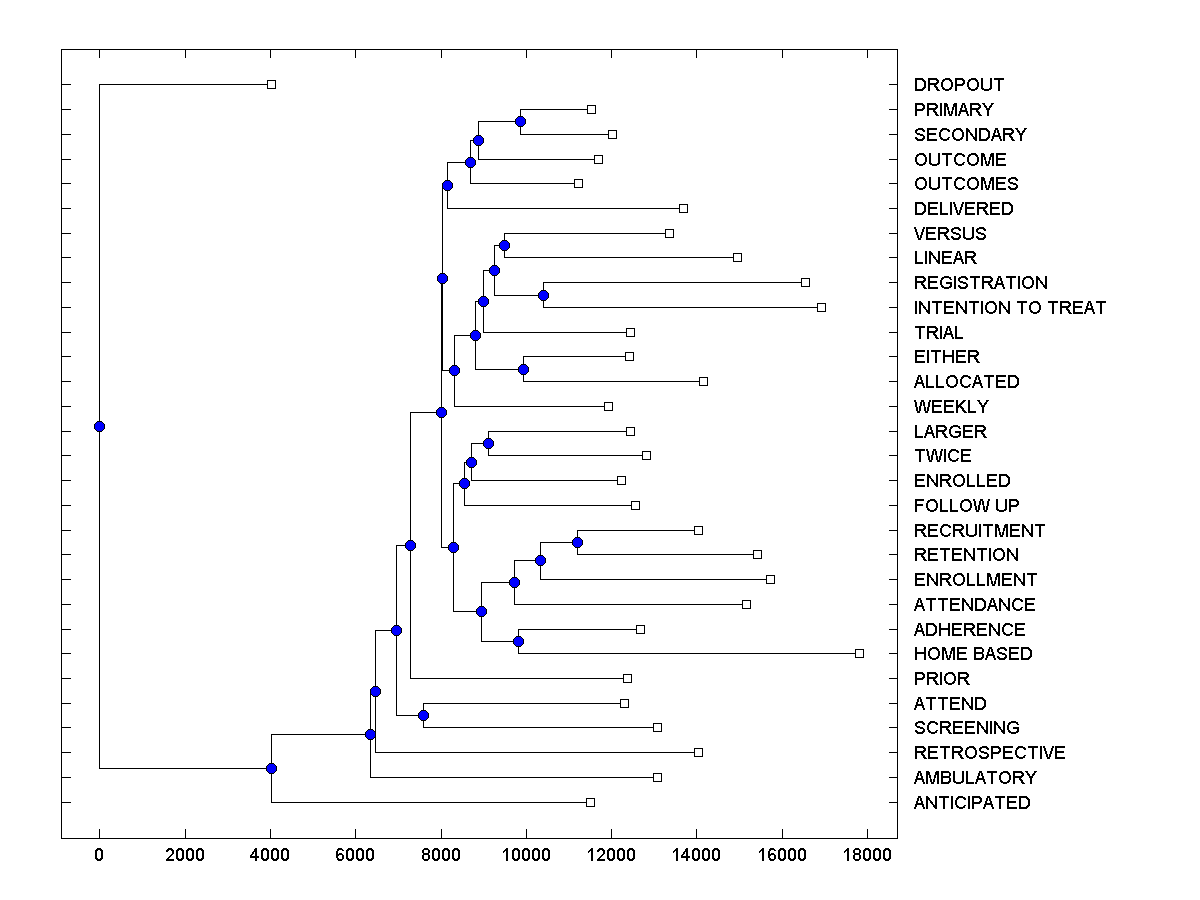 DROPOUT
PRIMARY
SECONDARY
OUTCOME
OUTCOMES
DELIVERED
VERSUS
LINEAR
REGISTRATION
INTENTION TO TREAT
TRIAL
EITHER
ALLOCATED
WEEKLY
LARGER
TWICE
ENROLLED
FOLLOW UP
RECRUITMENT
RETENTION
ENROLLMENT
ATTENDANCE
ADHERENCE
HOME BASED
PRIOR
ATTEND
SCREENING
RETROSPECTIVE
AMBULATORY
ANTICIPATED
0 2000 4000 6000 8000 10000 12000 14000 16000 18000